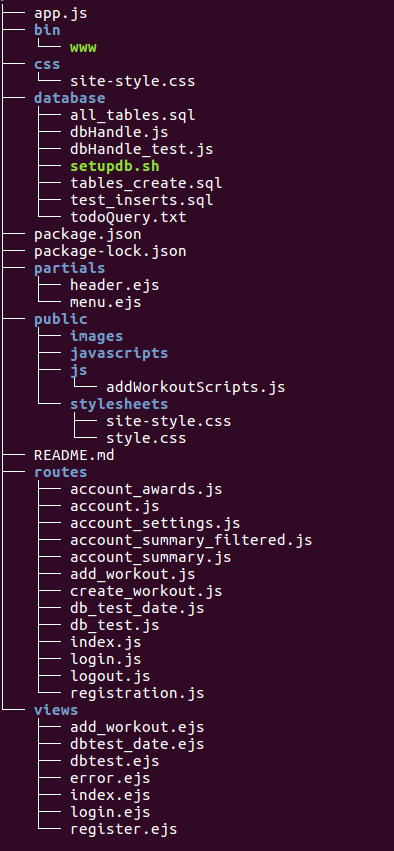 app.js
bin
www
css
site-style.css
database
all_tables.sql
dbHandle.js
dbHandle_test.js
setupdb.sh
tables_create.sql
test_inserts.sql
todoQuery.txt
package.json
package-lock.json
partials
header.ejs
menu.ejs
public
images
javascripts
js
addWorkoutScripts.js
stylesheets
site-style.css
style.css
README.md
routes
account_awards.js
account.js
account_settings.js
account_summary_filtered.js
account_summary.js
add_workout.js
create_workout.js
db_test_date.js
db_test.js
index.js
login.js
logout.js
registration.js
views
add_workout.ejs
dbtest_date.ejs
dbtest.ejs
error.ejs
index.ejs
login.ejs
register.ejs